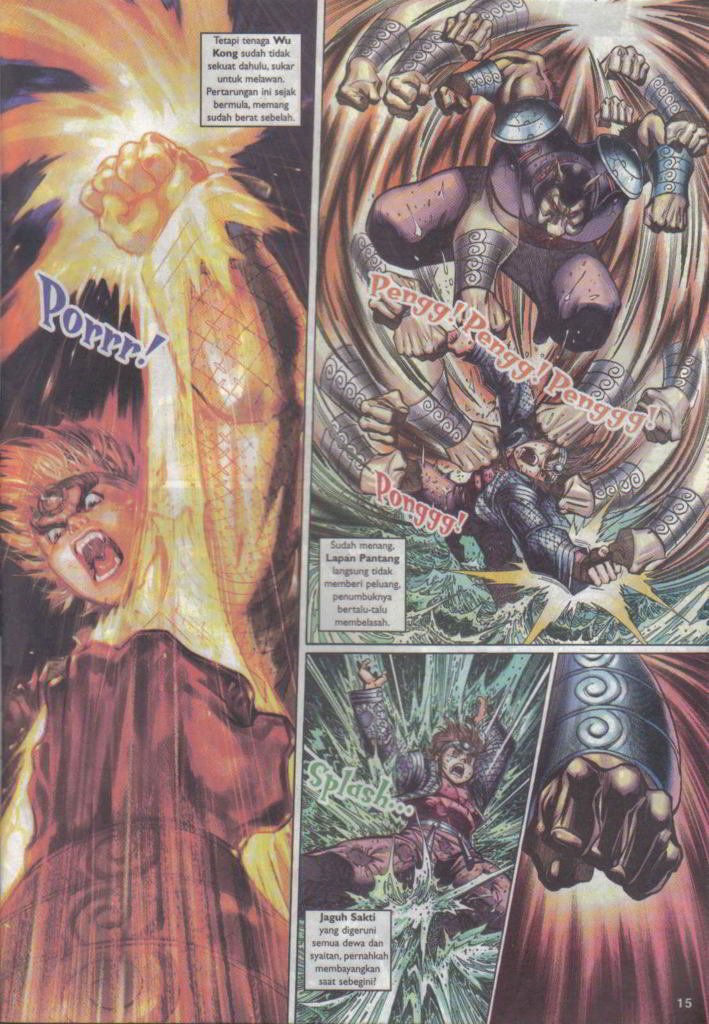 Tetapi tenaga Wu
Kong sudah tidak
sekuat dahulu, sukar
untuk melawan.
Pertarungan ini sejak
bermula, memang
sudah berat sebelah.
Porrr!
Pengg! Pengg! Pengg! Penggg!
Ponggg!
Sudah menang,
Lapan Pantang
langsung tidak
memberi peluang,
penumbuknya
bertalu-talu
membelasah.
Splash...
Jaguh Sakti
yang digeruni
semua dewa dan
syaitan, pernahkah
membayangkan
saat sebegini?
15